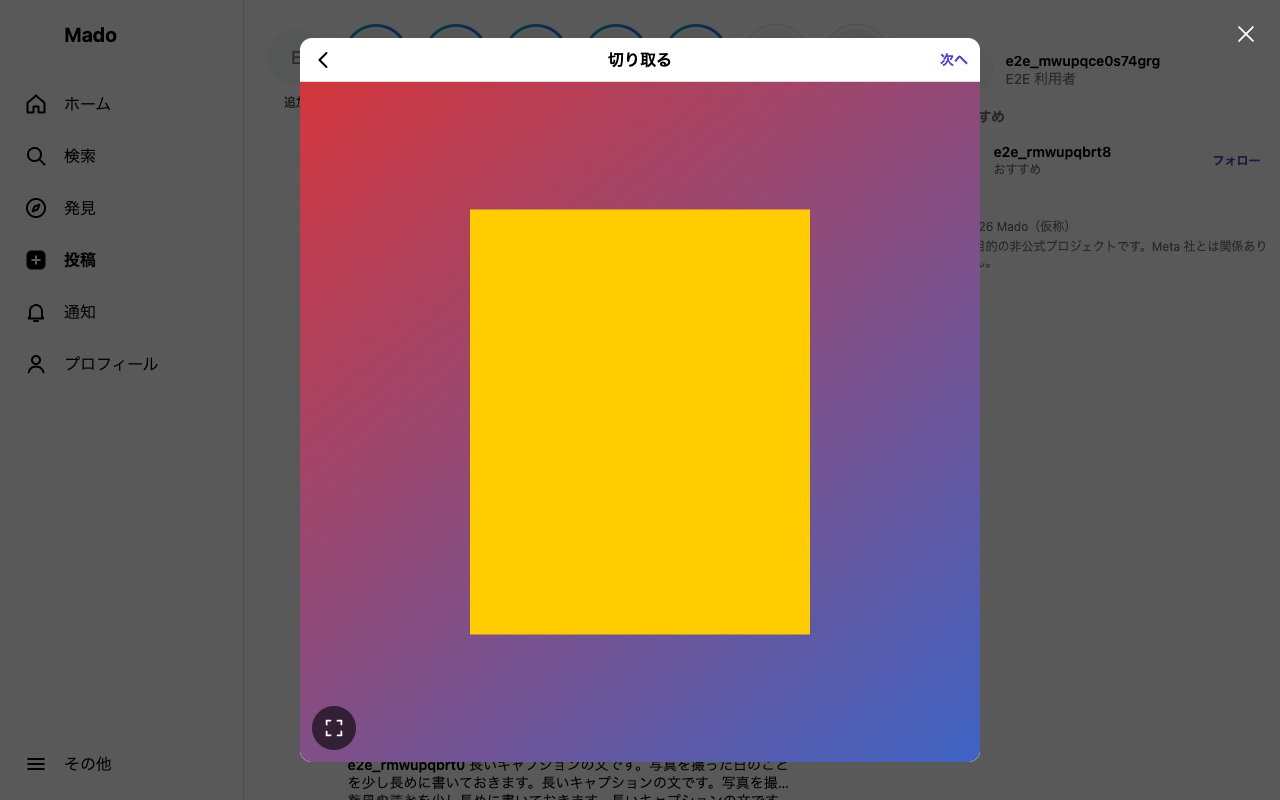 Mado
ホーム
検索
発見
投稿
通知
プロフィール
その他
切り取る
次へ
e2e_mwupqce0s74grg
E2E 利用者
すめ
e2e_rmwupqbrt8
おすすめ
フォロー
26 Mado（仮称）
目的の非公式プロジェクトです。Meta 社とは関係あり
ん。
e2e_rmwupqbrt0 長いキャプションの文です。写真を撮った日のこと
を少し長めに書いておきます。長いキャプションの文です。写真を撮...